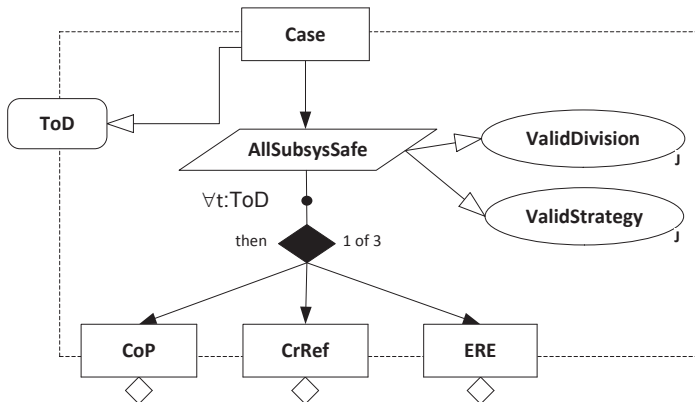 Case
ToD
AllSubsysSafe
ValidDivision
J
ValidStrategy
J
∀t:ToD
then
1 of 3
CoP
CrRef
ERE